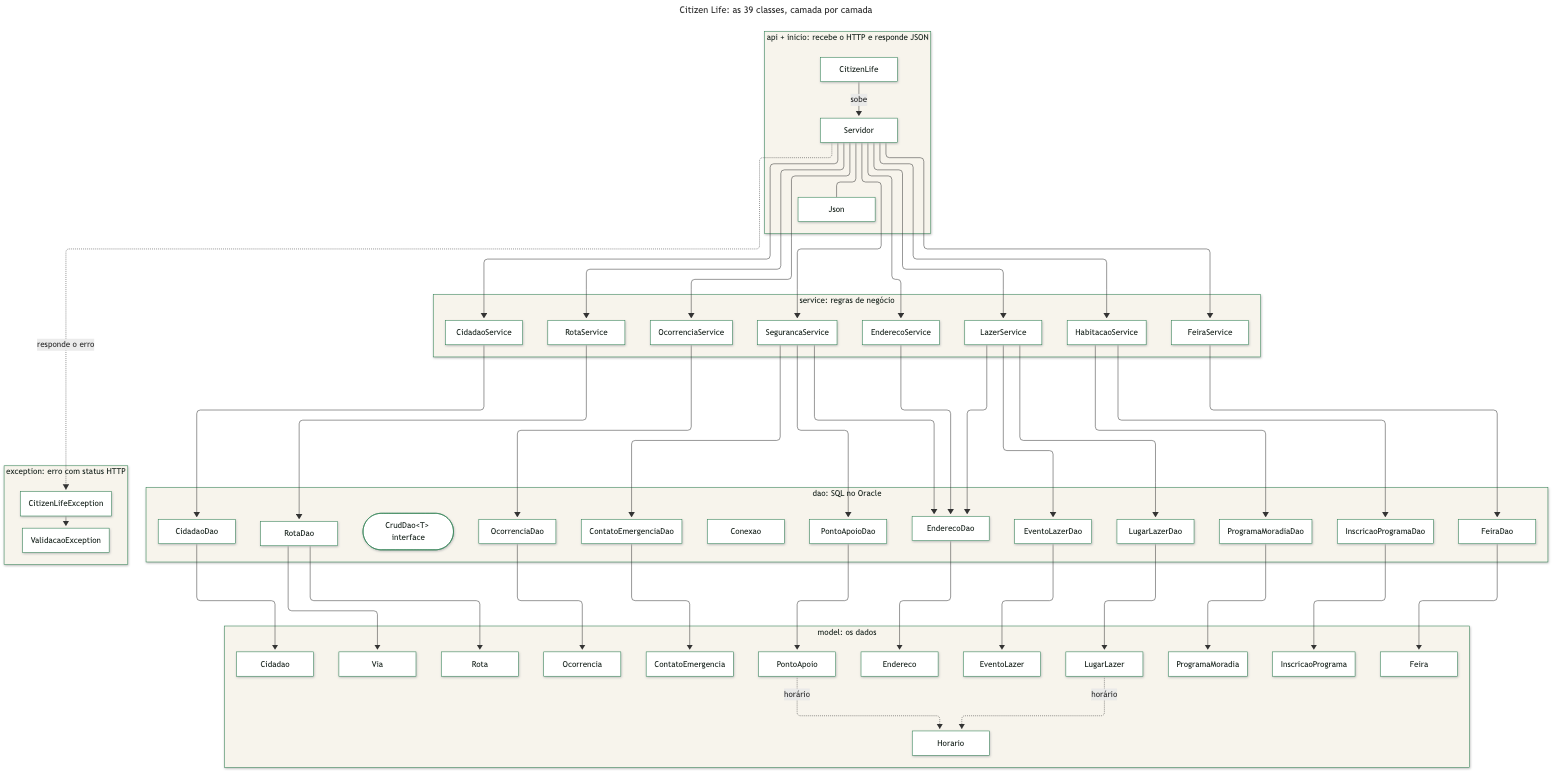 Citizen Life: as 39 classes, camada por camada
api + inicio: recebe o HTTP e responde JSON
CitizenLife
sobe
Servidor
Json
service: regras de negócio
CidadaoService
RotaService
OcorrenciaService
SegurancaService
EnderecoService
LazerService
HabitacaoService
FeiraService
responde o erro
exception: erro com status HTTP
CitizenLifeException
ValidacaoException
dao: SQL no Oracle
CidadaoDao
RotaDao
CrudDao<T>
interface
OcorrenciaDao
ContatoEmergenciaDao
Conexao
PontoApoioDao
EnderecoDao
EventoLazerDao
LugarLazerDao
ProgramaMoradiaDao
InscricaoProgramaDao
FeiraDao
model: os dados
Cidadao
Via
Rota
Ocorrencia
ContatoEmergencia
PontoApoio
Endereco
EventoLazer
LugarLazer
ProgramaMoradia
InscricaoPrograma
Feira
horário
horário
Horario